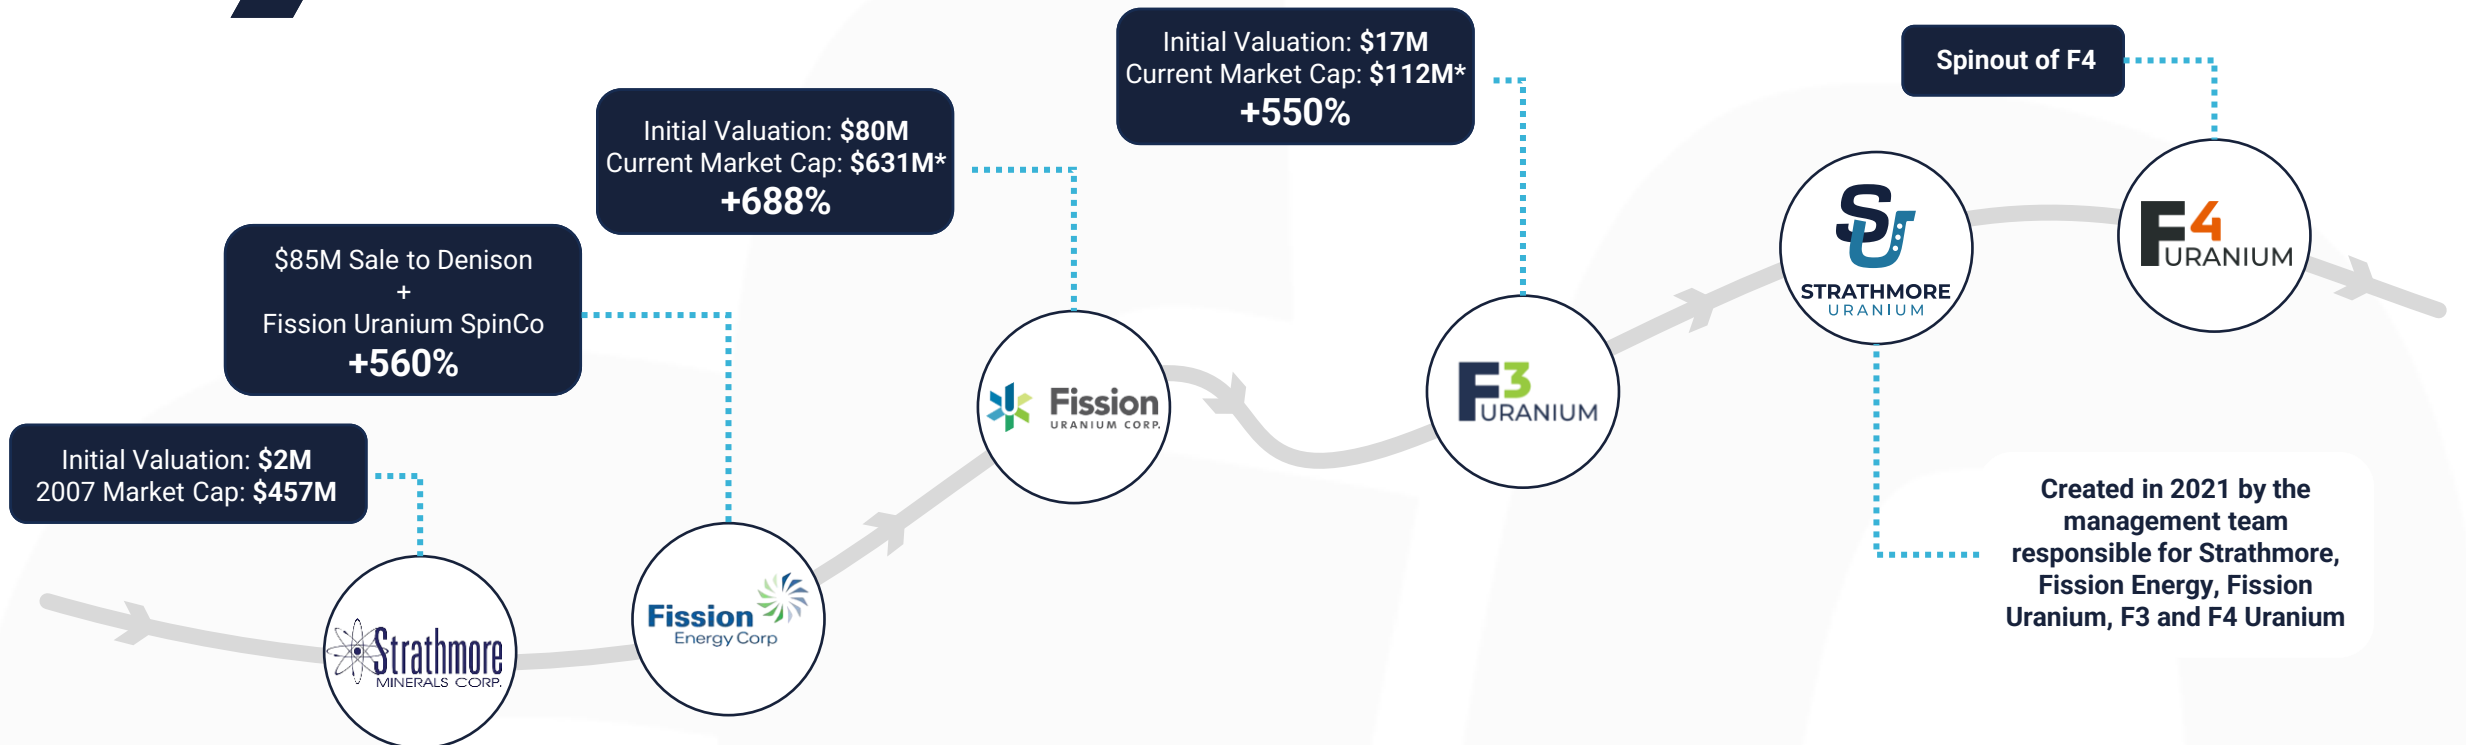 Initial Valuation: $2M
2007 Market Cap: $457M
Strathmore
MINERALS CORP.
$85M Sale to Denison
+
Fission Uranium SpinCo
+560%
Fission
Energy Corp
Initial Valuation: $80M
Current Market Cap: $631M*
+688%
Fission
URANIUM CORP.
Initial Valuation: $17M
Current Market Cap: $112M*
+550%
F3
URANIUM
SU
STRATHMORE
URANIUM
Created in 2021 by the
management team
responsible for Strathmore,
Fission Energy, Fission
Uranium, F3 and F4 Uranium
Spinout of F4
F4
URANIUM